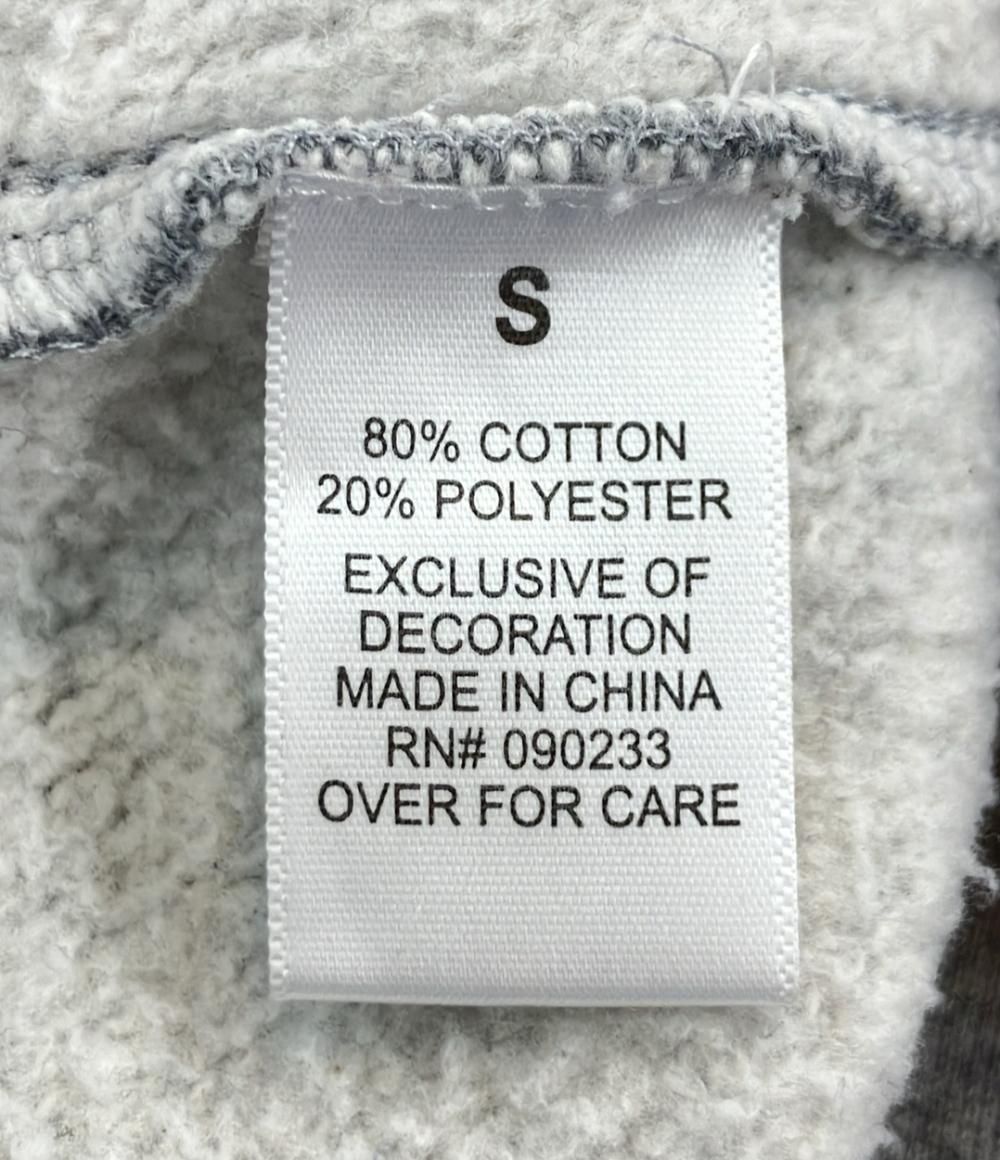 S
80% COTTON
20% POLYESTER
EXCLUSIVE OF
DECORATION
MADE IN CHINA
RN# 090233
OVER FOR CARE